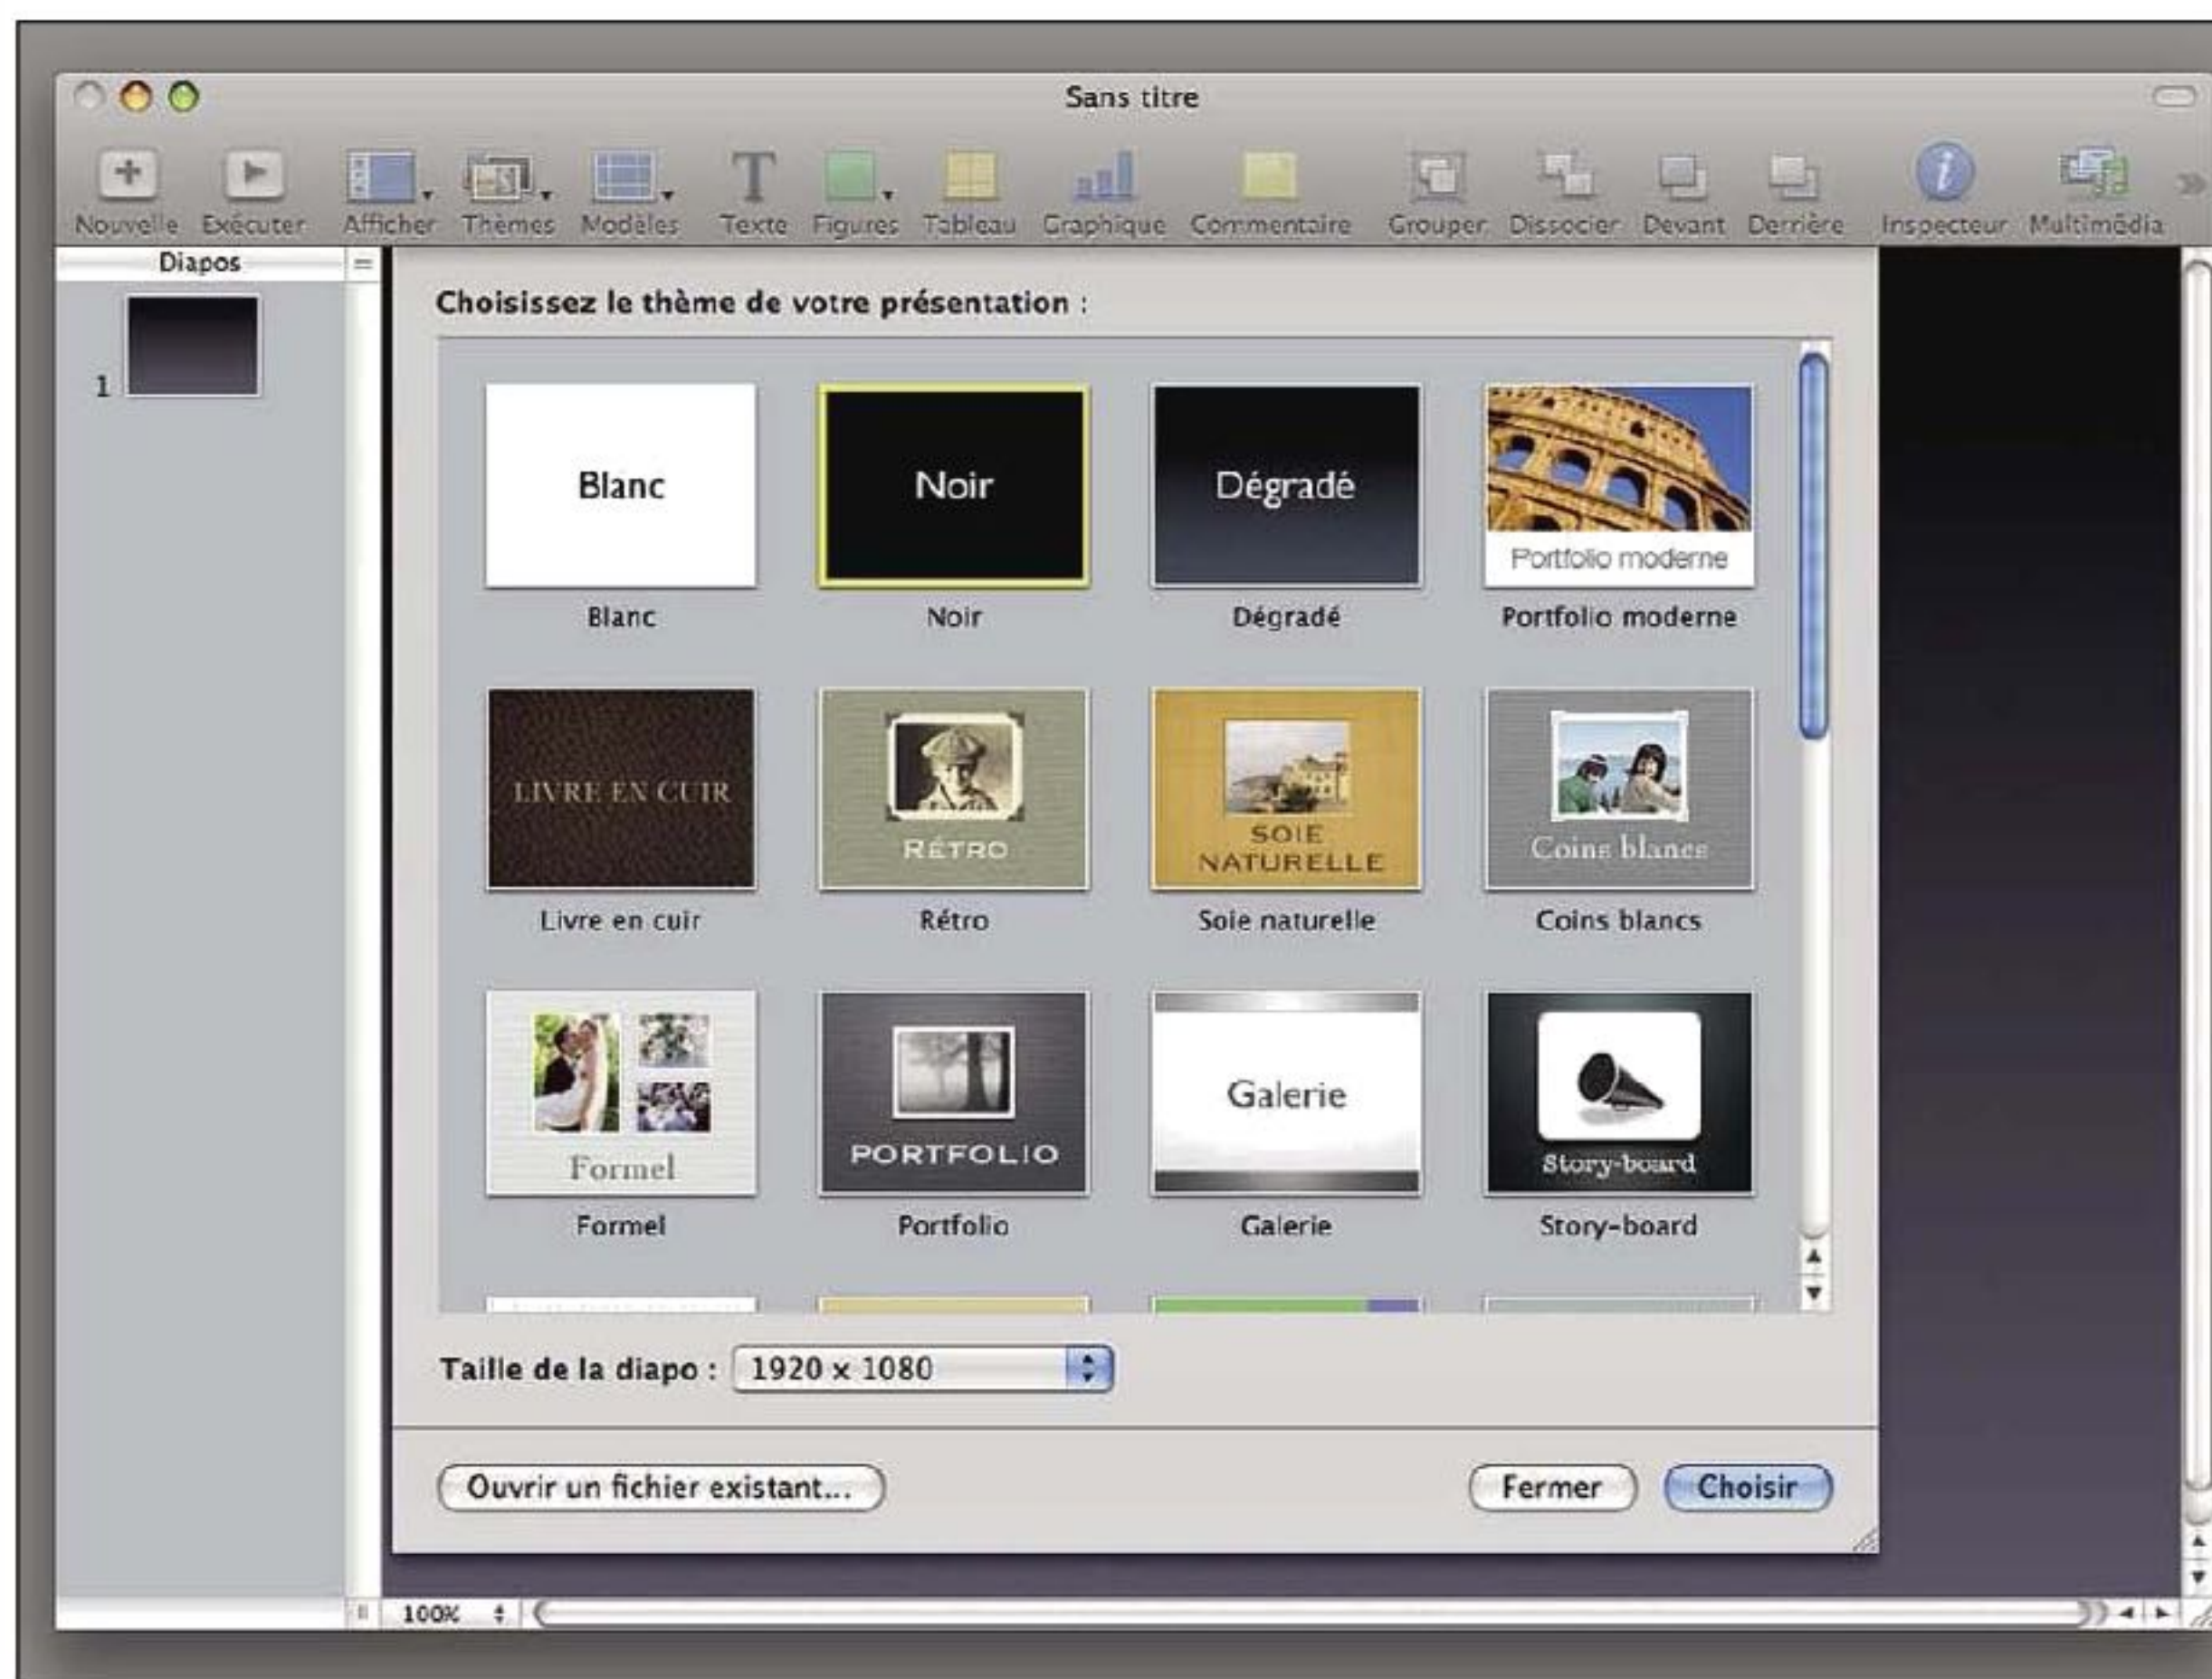 Sans titre
Nouvelle Exécuter Afficher Thèmes Modèles Texte Figures Tableau Graphique Commentaire Grouper Dissocier Devant Derrière Inspecteur Multimédia
Diapos
1
Choisissez le thème de votre présentation :
Blanc Noir Dégradé
Portfolio moderne
Blanc Noir Dégradé Portfolio moderne
LIVRE EN CUIR
RÉTRO
SOIE
NATURELLE
Coins blancs
Livre en cuir Rétro Soie naturelle Coins blancs
Formel
PORTFOLIO
Galerie
Story-board
Formel Portfolio Galerie Story-board
Taille de la diapo : 1920 x 1080
Ouvrir un fichier existant... Fermer Choisir
100%